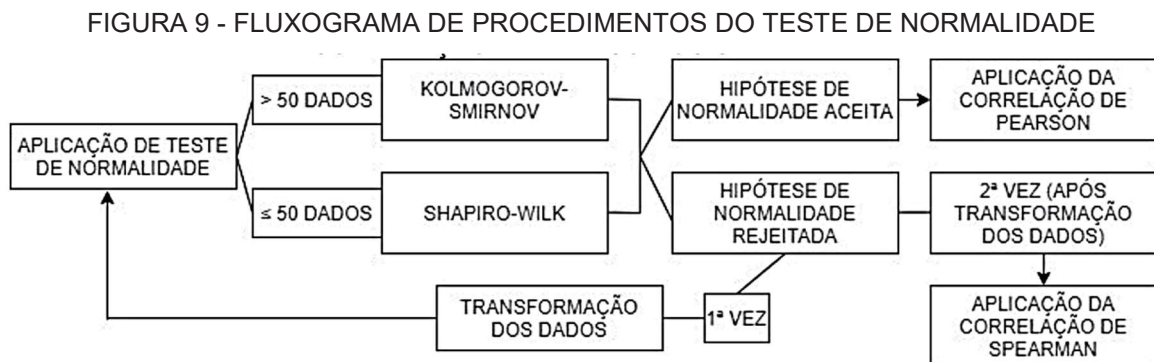 FIGURA 9 - FLUXOGRAMA DE PROCEDIMENTOS DO TESTE DE NORMALIDADE
APLICAÇÃO DE TESTE
DE NORMALIDADE
> 50 DADOS
KOLMOGOROV-
SMIRNOV
HIPÓTESE DE
NORMALIDADE ACEITA
APLICAÇÃO DA
CORRELAÇÃO DE
PEARSON
≤ 50 DADOS
SHAPIRO-WILK
HIPÓTESE DE
NORMALIDADE
REJEITADA
2ª VEZ (APÓS
TRANSFORMAÇÃO
DOS DADOS)
TRANSFORMAÇÃO
DOS DADOS
1ª VEZ
APLICAÇÃO DA
CORRELAÇÃO DE
SPEARMAN